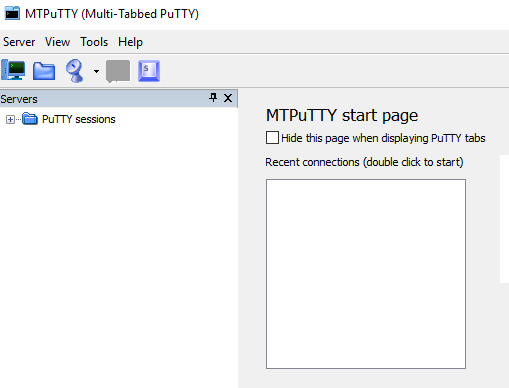 MTPuTTY (Multi-Tabbed PuTTY)
Server View Tools Help
S
Servers
PuTTY sessions
MTPuTTY start page
Hide this page when displaying PuTTY tabs
Recent connections (double click to start)